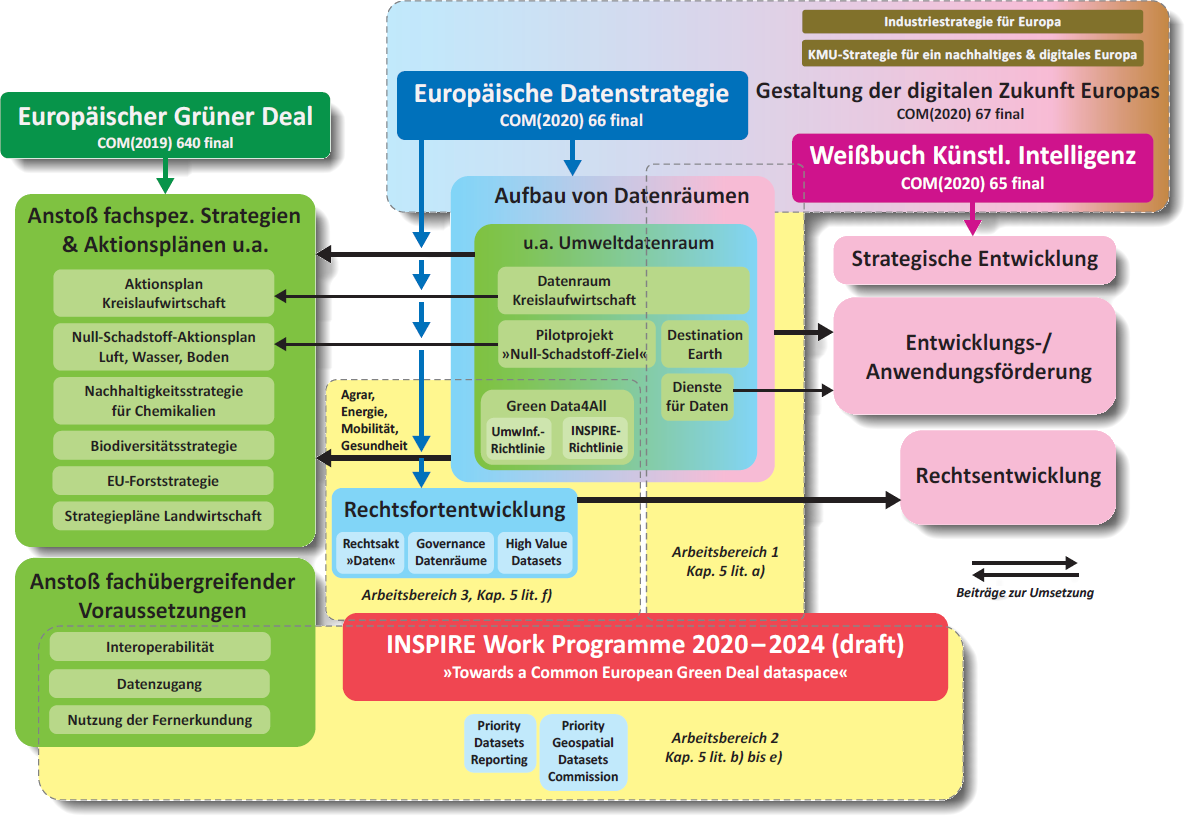 Industriestrategie für Europa
KMU-Strategie für ein nachhaltiges & digitales Europa
Gestaltung der digitalen Zukunft Europas
COM(2020) 67 final
Europäische Datenstrategie
COM(2020) 66 final
Europäischer Grüner Deal
COM(2019) 640 final
Weißbuch Künstl. Intelligenz
COM(2020) 65 final
Anstoß fachspez. Strategien
& Aktionsplänen u.a.
Aktionsplan
Kreislaufwirtschaft
Null-Schadstoff-Aktionsplan
Luft, Wasser, Boden
Nachhaltigkeitsstrategie
für Chemikalien
Biodiversitätsstrategie
EU-Forststrategie
Strategiepläne Landwirtschaft
Aufbau von Datenräumen
u.a. Umweltdatenraum
Datenraum
Kreislaufwirtschaft
Pilotprojekt
»Null-Schadstoff-Ziel«
Destination
Earth
Dienste
für Daten
Green Data4All
UmwInf.-
Richtlinie
INSPIRE-
Richtlinie
Agrar,
Energie,
Mobilität,
Gesundheit
Strategische Entwicklung
Entwicklungs-/
Anwendungsförderung
Rechtsentwicklung
Rechtsfortentwicklung
Rechtsakt
»Daten«
Governance
Datenräume
High Value
Datasets
Arbeitsbereich 3, Kap. 5 lit. f)
Arbeitsbereich 1
Kap. 5 lit. a)
Beiträge zur Umsetzung
Anstoß fachübergreifender
Voraussetzungen
Interoperabilität
Datenzugang
Nutzung der Fernerkundung
INSPIRE Work Programme 2020–2024 (draft)
»Towards a Common European Green Deal dataspace«
Priority
Datasets
Reporting
Priority
Geospatial
Datasets
Commission
Arbeitsbereich 2
Kap. 5 lit. b) bis e)